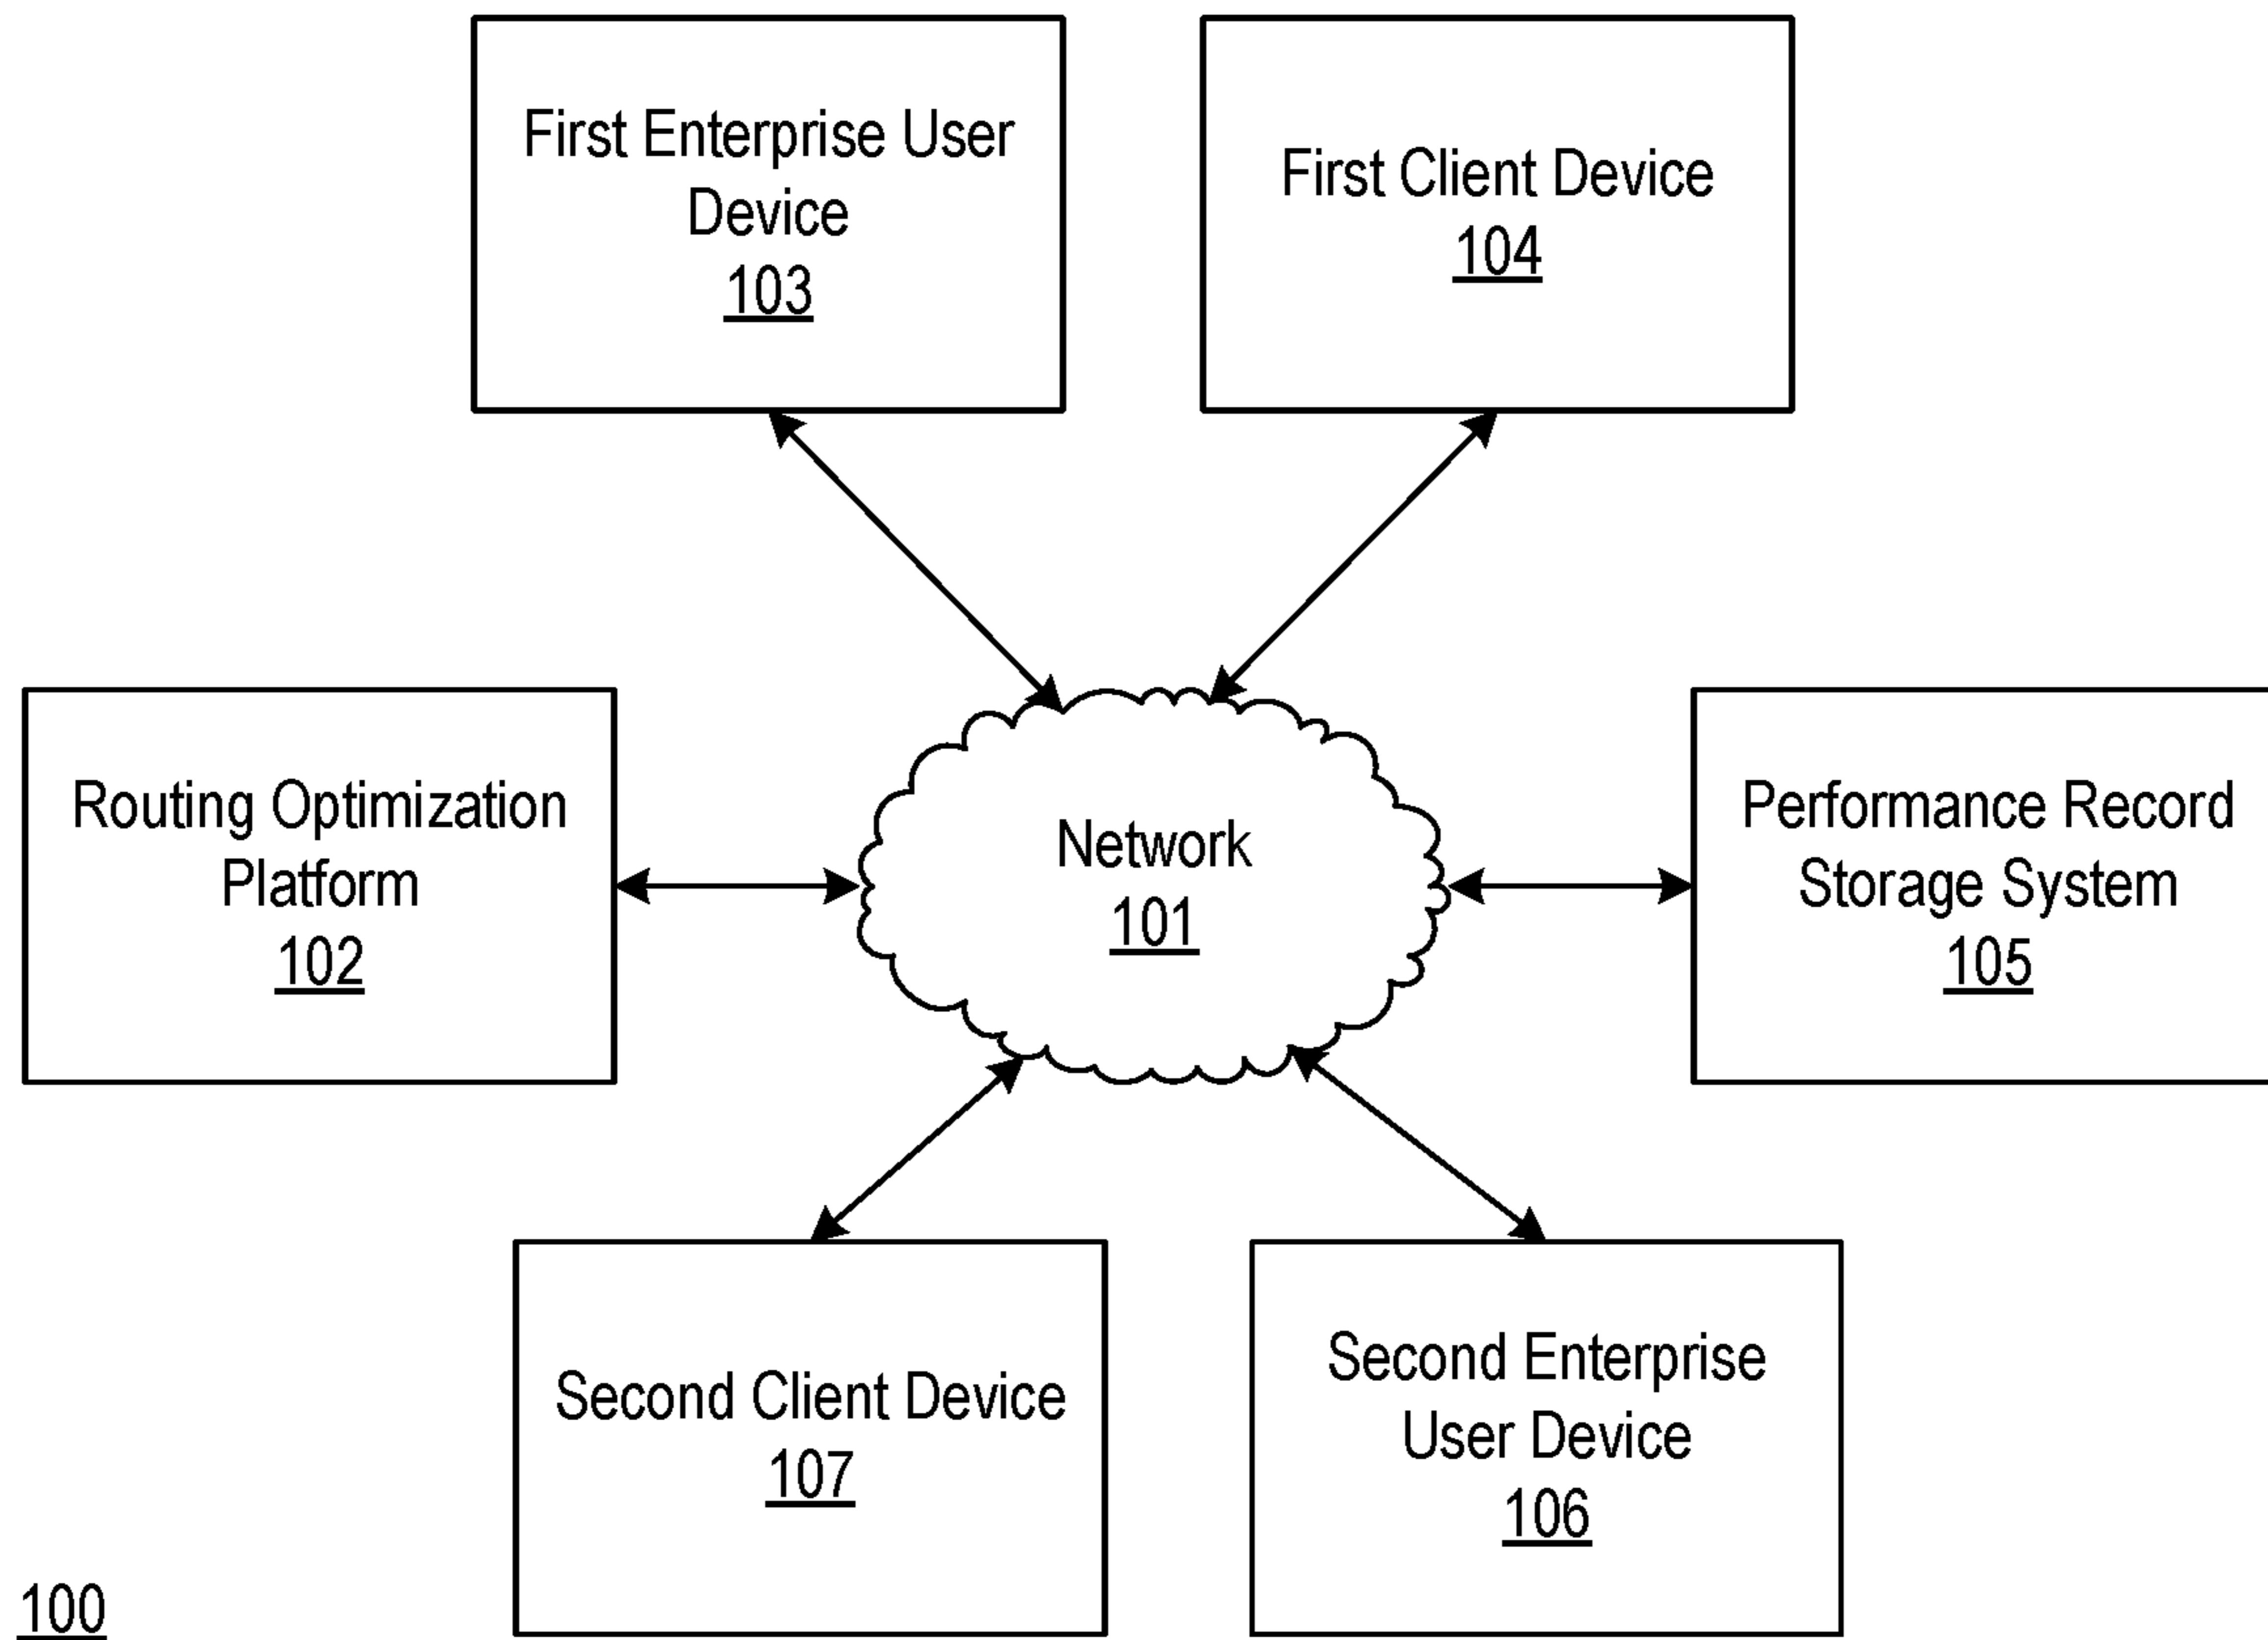 First Enterprise User
Device
103
First Client Device
104
Routing Optimization
Platform
102
Network
101
Performance Record
Storage System
105
Second Client Device
107
Second Enterprise
User Device
106
100